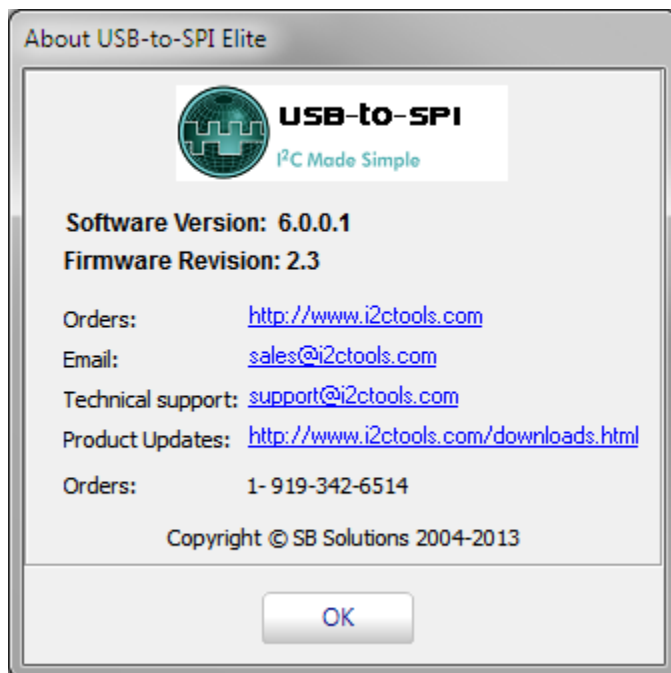 About USB-to-SPI Elite
USB-to-SPI
I²C Made Simple
Software Version: 6.0.0.1
Firmware Revision: 2.3
Orders: http://www.i2ctools.com
Email: sales@i2ctools.com
Technical support: support@i2ctools.com
Product Updates: http://www.i2ctools.com/downloads.html
Orders: 1- 919-342-6514
Copyright © SB Solutions 2004-2013
OK